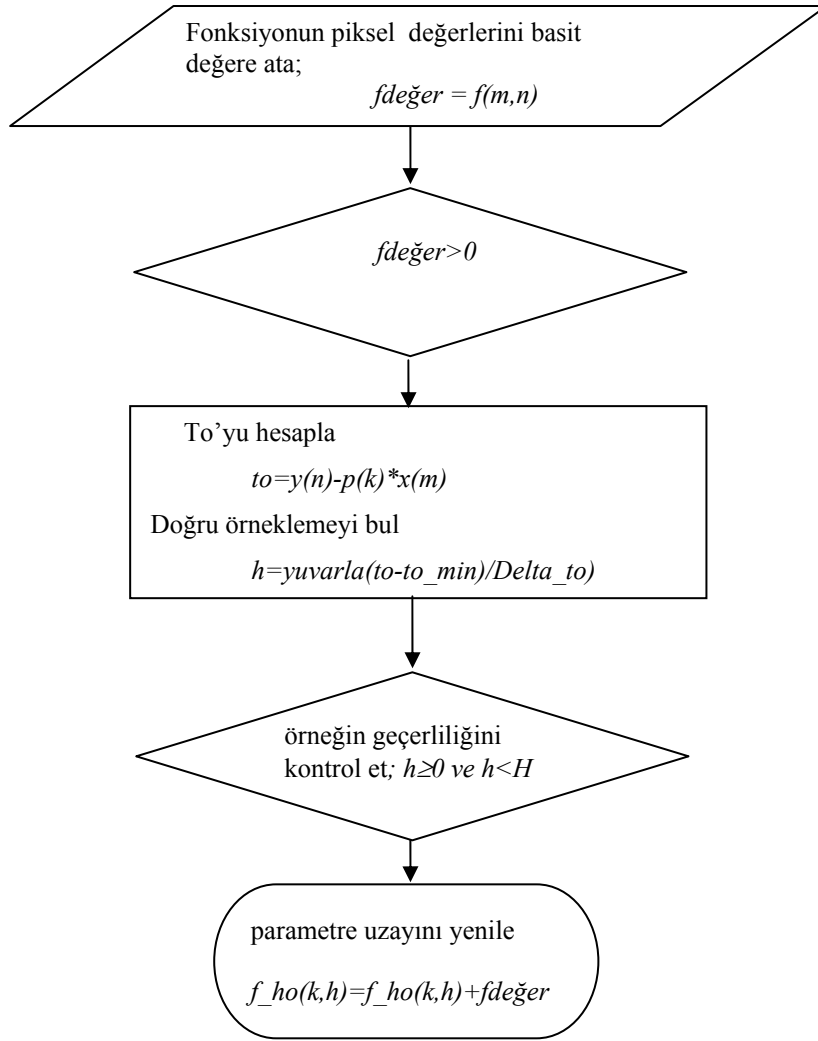 Fonksiyonun piksel değerlerini basit
değere ata;
fdeğer = f(m,n)
fdeğer>0
To’yu hesapla
to=y(n)-p(k)*x(m)
Doğru örneklemeyi bul
h=yuvarla(to-to_min)/Delta_to)
örneğin geçerliliğini
kontrol et; h≥0 ve h<H
parametre uzayını yenile
f_ho(k,h)=f_ho(k,h)+fdeğer